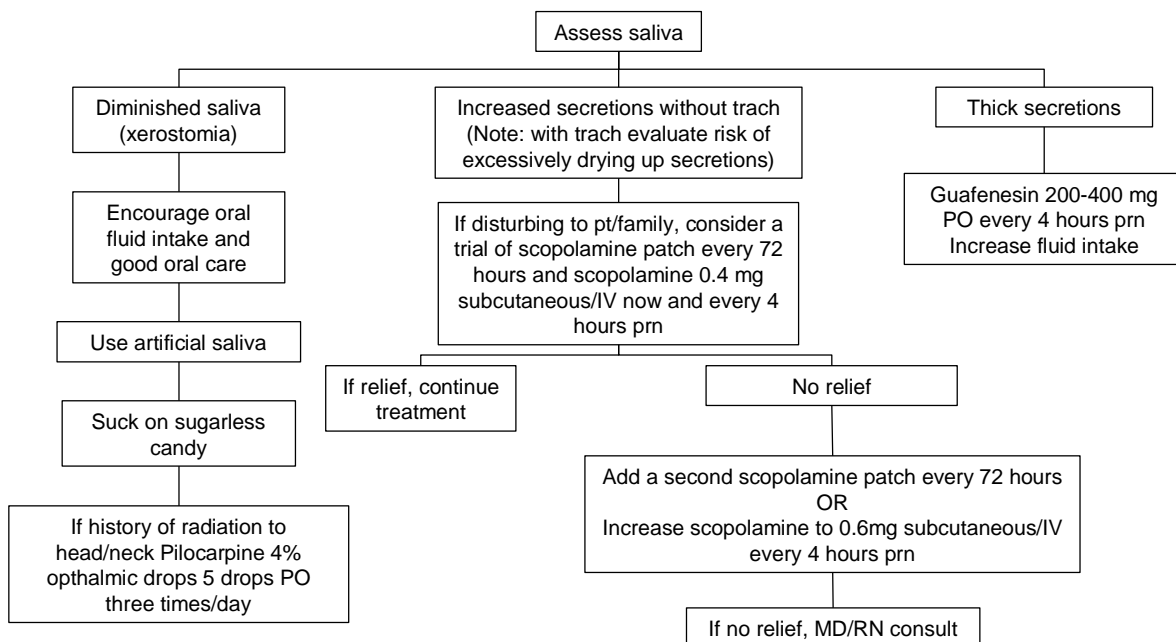 Assess saliva
Diminished saliva
(xerostomia)
Encourage oral
fluid intake and
good oral care
Use artificial saliva
Suck on sugarless
candy
If history of radiation to
head/neck Pilocarpine 4%
opthalmic drops 5 drops PO
three times/day
Increased secretions without trach
(Note: with trach evaluate risk of
excessively drying up secretions)
If disturbing to pt/family, consider a
trial of scopolamine patch every 72
hours and scopolamine 0.4 mg
subcutaneous/IV now and every 4
hours prn
If relief, continue
treatment
No relief
Add a second scopolamine patch every 72 hours
OR
Increase scopolamine to 0.6mg subcutaneous/IV
every 4 hours prn
If no relief, MD/RN consult
Thick secretions
Guafenesin 200-400 mg
PO every 4 hours prn
Increase fluid intake